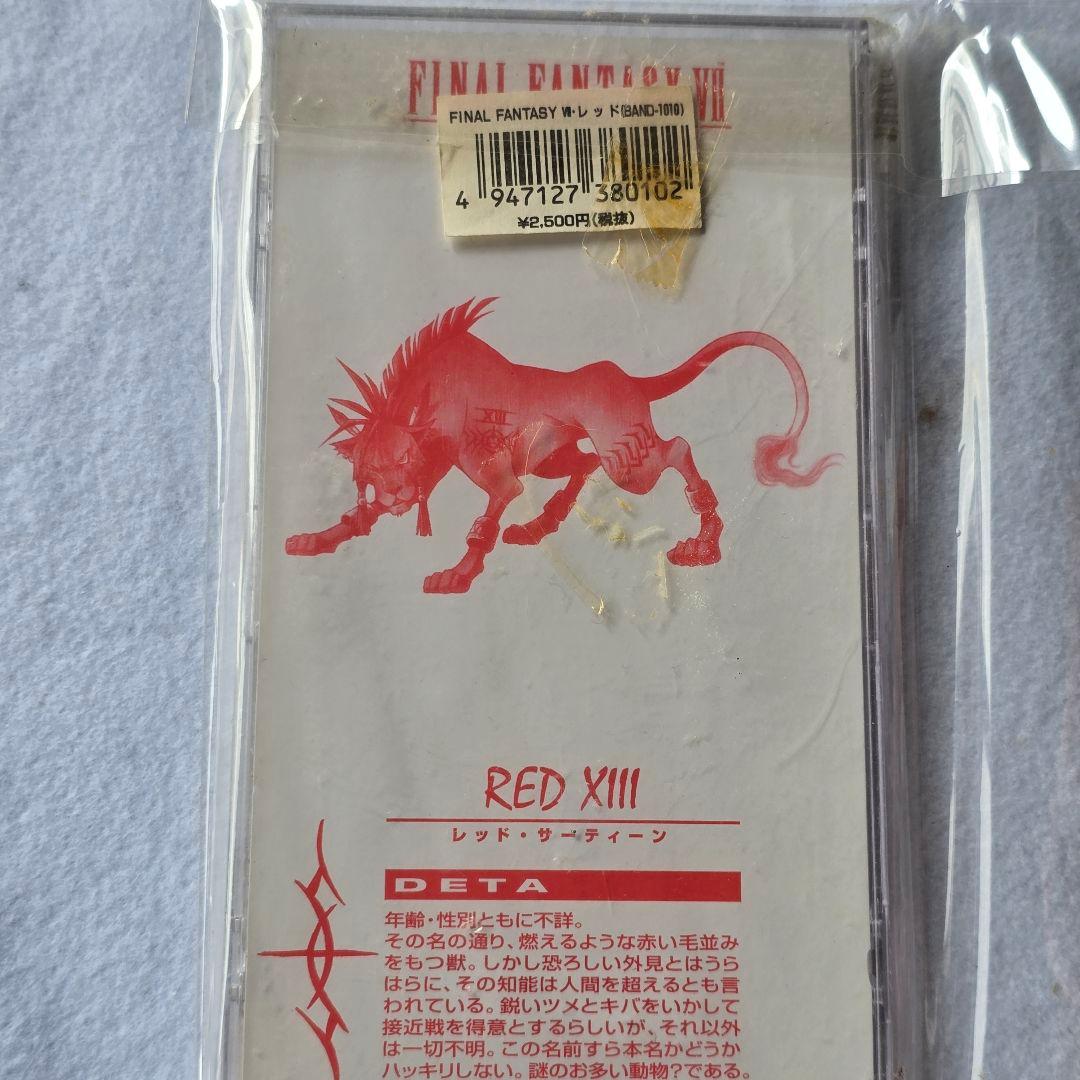 FINAL FANTASY VII
FINAL FANTASY Ⅶ・レッド(BAND-1010)
4 947127 380102
¥2,500円(税抜)
XIII
RED XIII
レッド・サーティーン
DETA
年齢・性別ともに不詳。
その名の通り、燃えるような赤い毛並み
をもつ獣。しかし恐ろしい外見とはうら
はらに、その知能は人間を超えるとも言
われている。鋭いツメとキバをいかして
接近戦を得意とするらしいが、それ以外
は一切不明。この名前すら本名かどうか
ハッキリしない。謎のお多い動物?である。